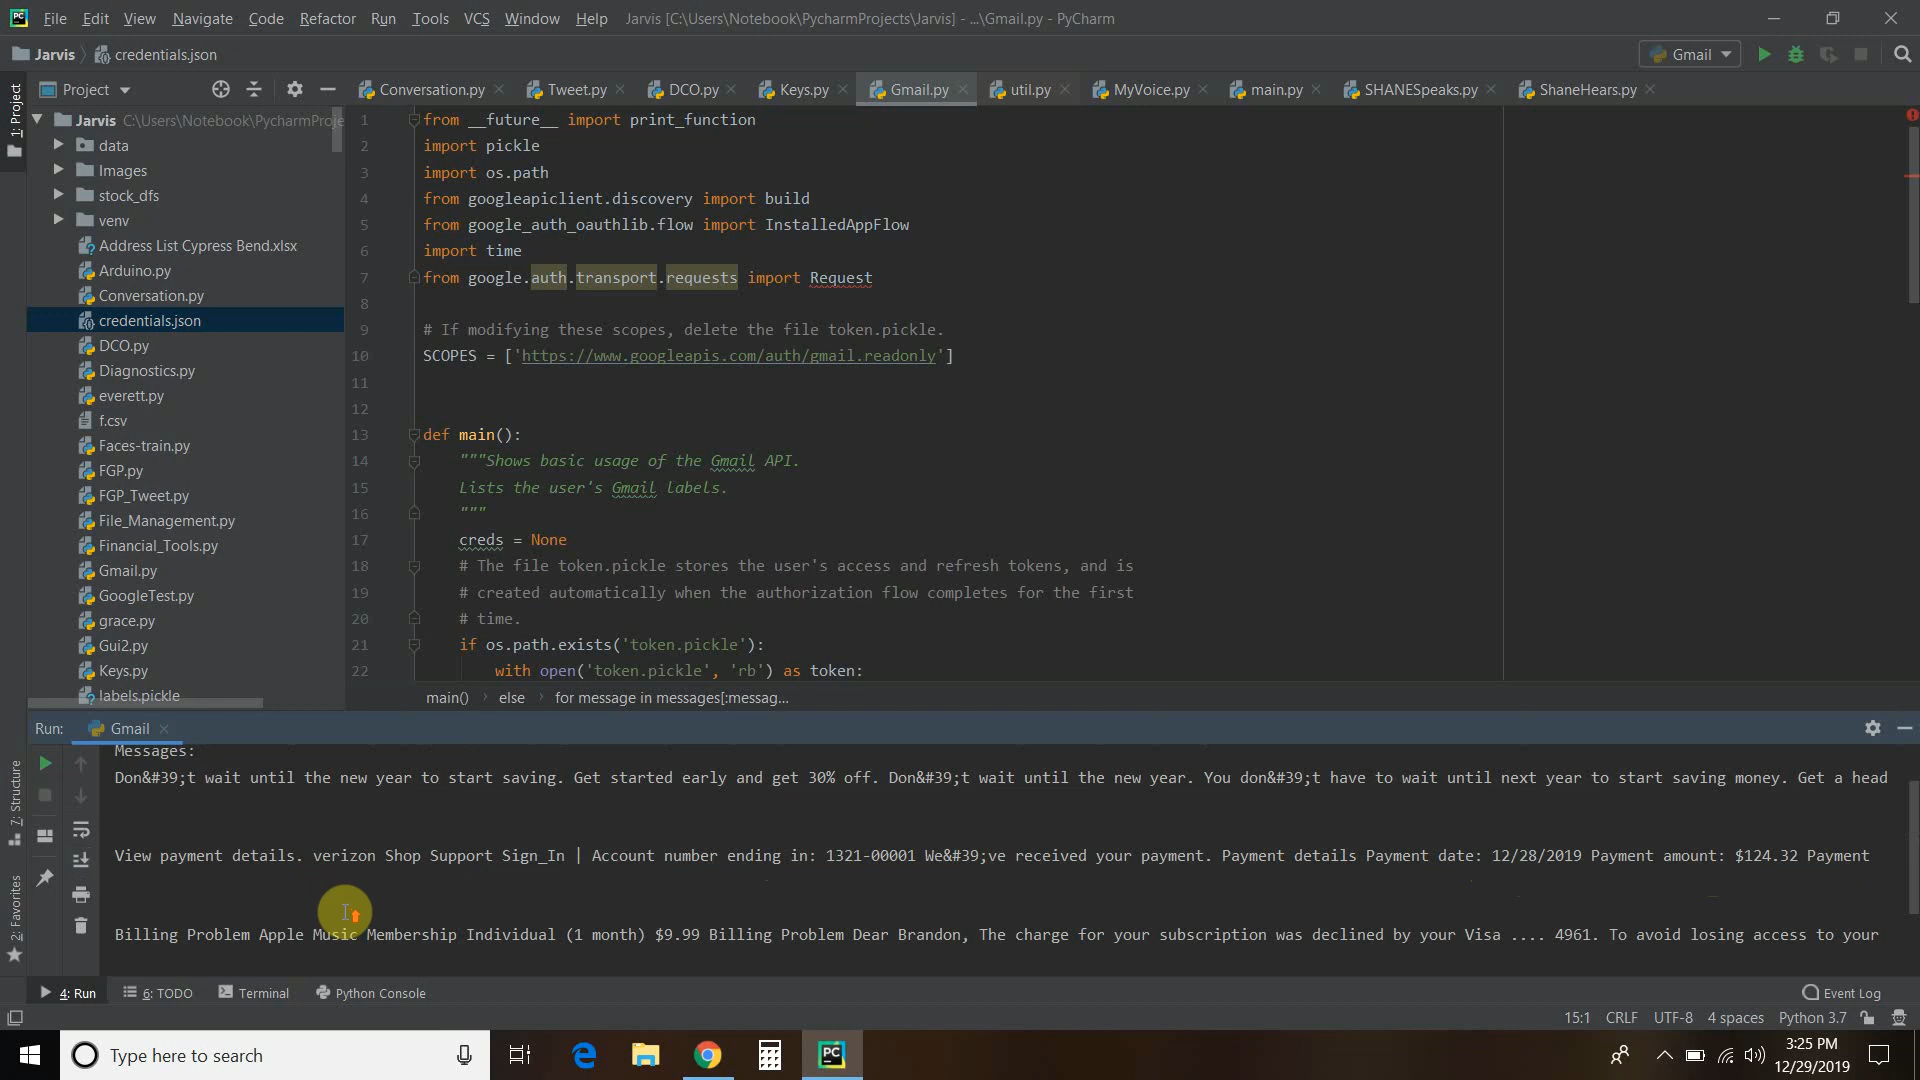 File Edit View Navigate Code Refactor Run Tools VCS Window Help Jarvis [C:\Users\Notebook\PycharmProjects\Jarvis] - ...\Gmail.py - PyCharm
Jarvis credentials.json Gmail
Project Conversation.py Tweet.py DCO.py Keys.py Gmail.py util.py MyVoice.py main.py SHANESpeaks.py ShaneHears.py
1: Project
Jarvis C:\Users\Notebook\PycharmProje
data
Images
stock_dfs
venv
Address List Cypress Bend.xlsx
Arduino.py
Conversation.py
credentials.json
DCO.py
Diagnostics.py
everett.py
f.csv
Faces-train.py
FGP.py
FGP_Tweet.py
File_Management.py
Financial_Tools.py
Gmail.py
GoogleTest.py
grace.py
Gui2.py
Keys.py
labels.pickle
1 from __future__ import print_function
2 import pickle
3 import os.path
4 from googleapiclient.discovery import build
5 from google_auth_oauthlib.flow import InstalledAppFlow
6 import time
7 from google.auth.transport.requests import Request
8
9 # If modifying these scopes, delete the file token.pickle.
10 SCOPES = ['https://www.googleapis.com/auth/gmail.readonly']
11
12
13 def main():
14 """Shows basic usage of the Gmail API.
15 Lists the user's Gmail labels.
16 """
17 creds = None
18 # The file token.pickle stores the user's access and refresh tokens, and is
19 # created automatically when the authorization flow completes for the first
20 # time.
21 if os.path.exists('token.pickle'):
22 with open('token.pickle', 'rb') as token:
main() else for message in messages[:messag...
Run: Gmail
Messages:
Don&#39;t wait until the new year to start saving. Get started early and get 30% off. Don&#39;t wait until the new year. You don&#39;t have to wait until next year to start saving money. Get a head
View payment details. verizon Shop Support Sign_In | Account number ending in: 1321-00001 We&#39;ve received your payment. Payment details Payment date: 12/28/2019 Payment amount: $124.32 Payment
Billing Problem Apple Music Membership Individual (1 month) $9.99 Billing Problem Dear Brandon, The charge for your subscription was declined by your Visa .... 4961. To avoid losing access to your
7: Structure
2: Favorites
4: Run 6: TODO Terminal Python Console Event Log
15:1 CRLF UTF-8 4 spaces Python 3.7
Type here to search
3:25 PM
12/29/2019